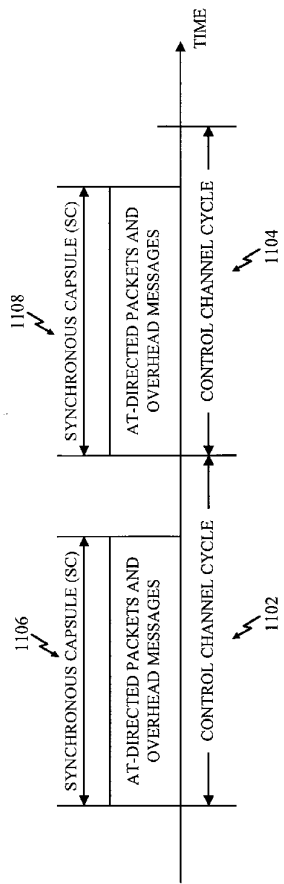 1106
1108
SYNCHRONOUS CAPSULE (SC)
SYNCHRONOUS CAPSULE (SC)
AT-DIRECTED PACKETS AND
OVERHEAD MESSAGES
AT-DIRECTED PACKETS AND
OVERHEAD MESSAGES
TIME
CONTROL CHANNEL CYCLE
CONTROL CHANNEL CYCLE
1102
1104